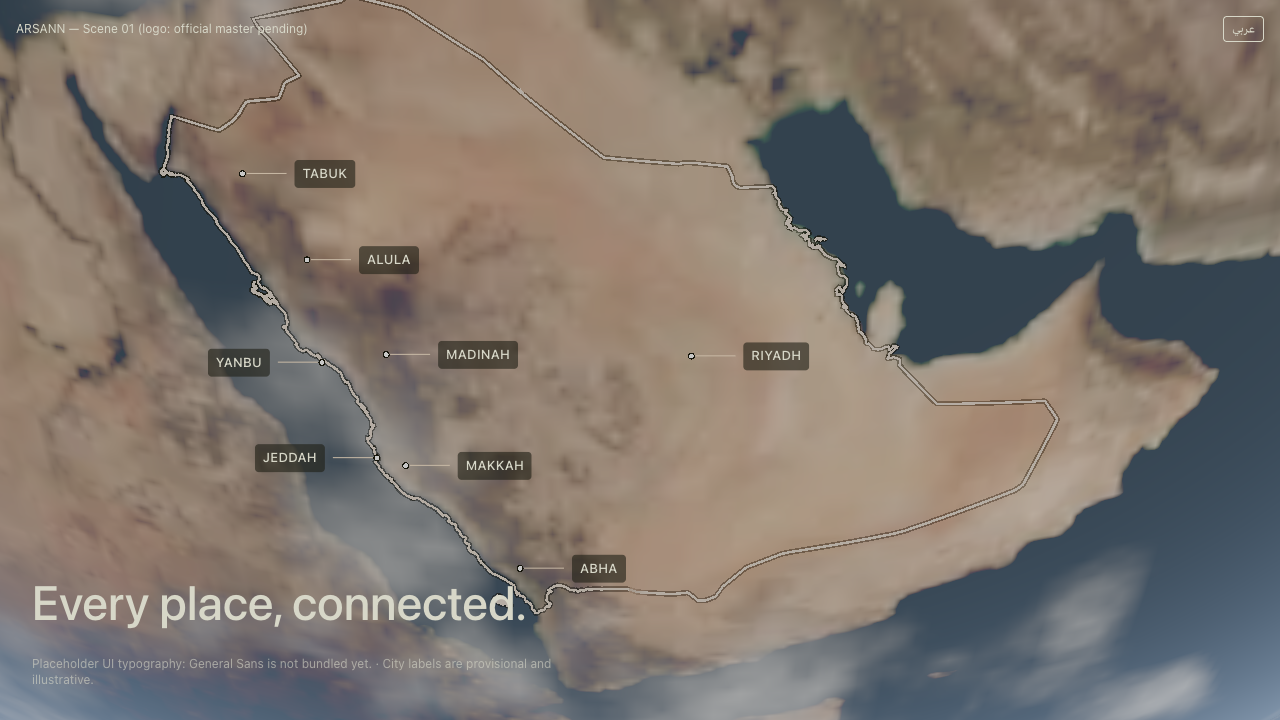 ARSANN — Scene 01 (logo: official master pending)
عربي
TABUK
ALULA
YANBU
MADINAH
RIYADH
JEDDAH
MAKKAH
ABHA
Every place, connected.
Placeholder UI typography: General Sans is not bundled yet. · City labels are provisional and
illustrative.